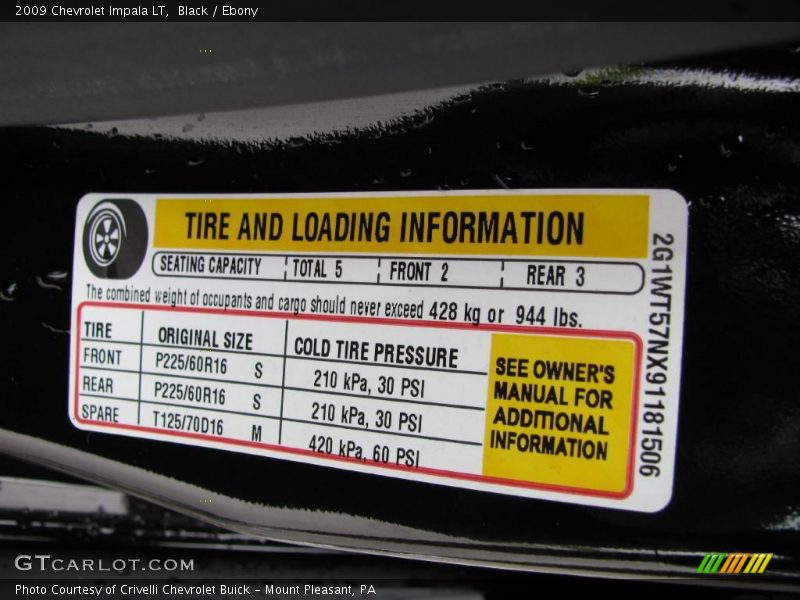 2009 Chevrolet Impala LT, Black / Ebony
TIRE AND LOADING INFORMATION
SEATING CAPACITY TOTAL 5 FRONT 2 REAR 3
The combined weight of occupants and cargo should never exceed 428 kg or 944 lbs.
TIRE ORIGINAL SIZE COLD TIRE PRESSURE
FRONT P225/60R16 S 210 kPa, 30 PSI
REAR P225/60R16 S 210 kPa, 30 PSI
SPARE T125/70D16 M 420 kPa, 60 PSI
SEE OWNER'S
MANUAL FOR
ADDITIONAL
INFORMATION
2G1WT57NX91181506
GTCARLOT.COM
Photo Courtesy of Crivelli Chevrolet Buick - Mount Pleasant, PA